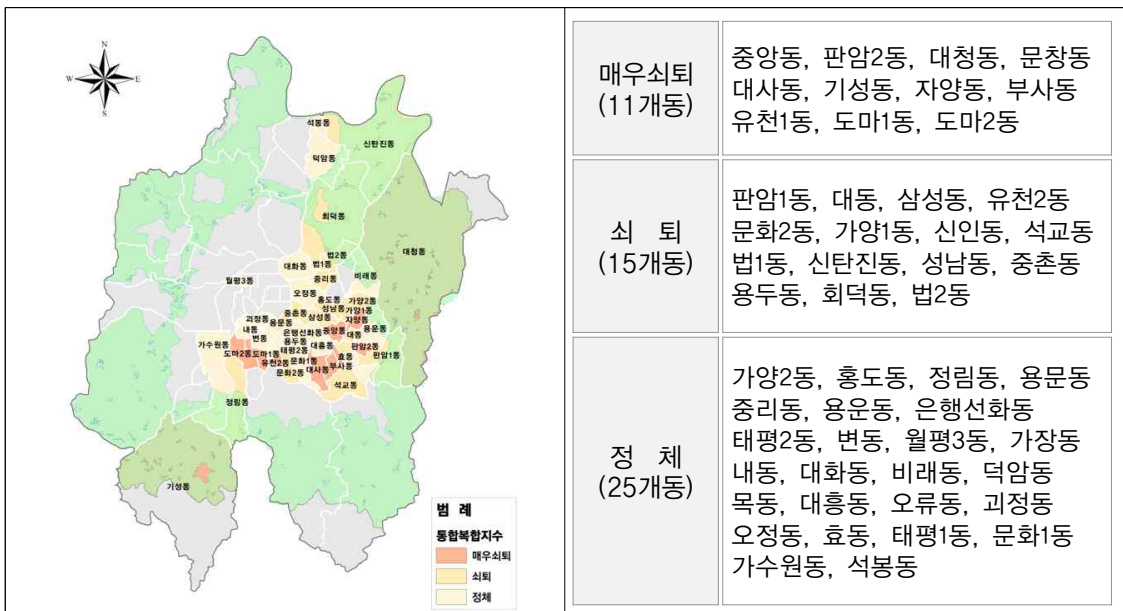 N
W
E
S
석봉동
신탄진동
덕암동
회덕동
대청동
법2동
대화동
법1동
비래동
월평3동
중리동
오정동
홍도동
가양2동
중촌동
성남동
가양1동
괴정동
용문동
삼성동
자양동
내동
은행선화동
중앙동
대동
용운동
변동
용두동
가수원동
태평2동
대흥동
판암2동
도마2동
도마1동
문화1동
효동
판암1동
유천2동
대사동
부사동
문화2동
석교동
정림동
기성동
범 례
통합복합지수
매우쇠퇴
쇠퇴
정체
매우쇠퇴
(11개동)
중앙동, 판암2동, 대청동, 문창동
대사동, 기성동, 자양동, 부사동
유천1동, 도마1동, 도마2동
쇠 퇴
(15개동)
판암1동, 대동, 삼성동, 유천2동
문화2동, 가양1동, 신인동, 석교동
법1동, 신탄진동, 성남동, 중촌동
용두동, 회덕동, 법2동
정 체
(25개동)
가양2동, 홍도동, 정림동, 용문동
중리동, 용운동, 은행선화동
태평2동, 변동, 월평3동, 가장동
내동, 대화동, 비래동, 덕암동
목동, 대흥동, 오류동, 괴정동
오정동, 효동, 태평1동, 문화1동
가수원동, 석봉동